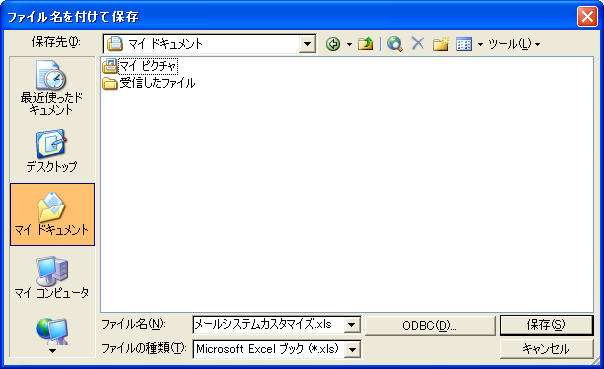 ファイル名を付けて保存
保存先(I): マイ ドキュメント ツール(L)
マイ ピクチャ
受信したファイル
最近使ったドキュメント
デスクトップ
マイ ドキュメント
マイ コンピュータ
ファイル名(N): メールシステムカスタマイズ.xls ODBC(D)... 保存(S)
ファイルの種類(T): Microsoft Excel ブック (*.xls) キャンセル